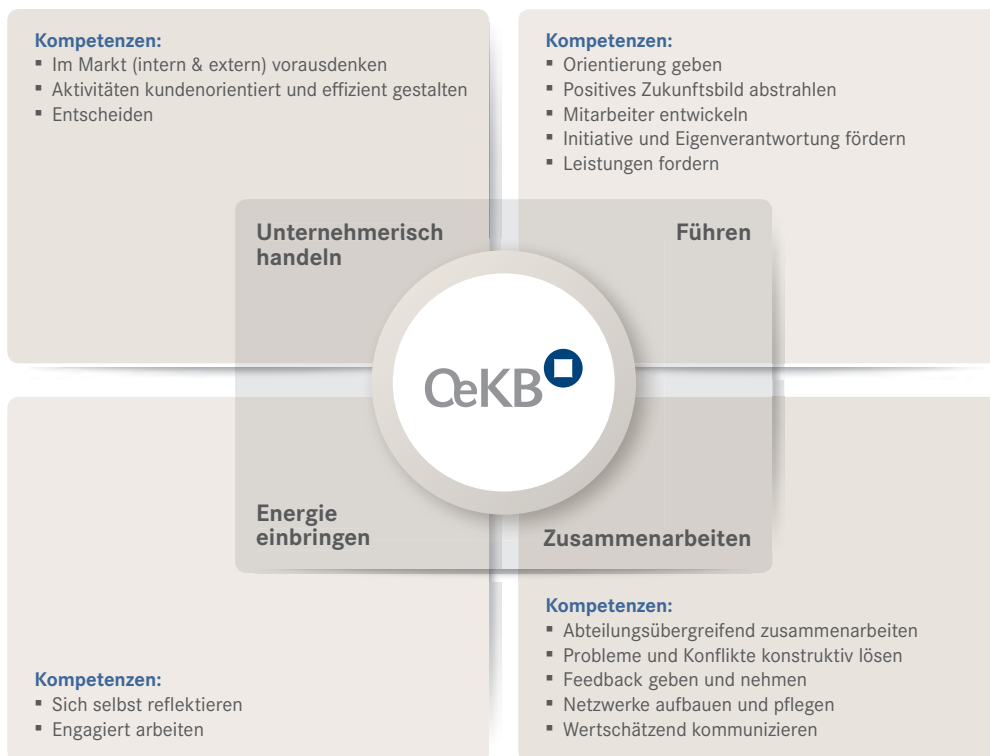 Kompetenzen:
▪ Im Markt (intern & extern) vorausdenken
▪ Aktivitäten kundenorientiert und effizient gestalten
▪ Entscheiden
Kompetenzen:
▪ Orientierung geben
▪ Positives Zukunftsbild abstrahlen
▪ Mitarbeiter entwickeln
▪ Initiative und Eigenverantwortung fördern
▪ Leistungen fordern
Unternehmerisch
handeln
Führen
OeKB
Energie
einbringen
Zusammenarbeiten
Kompetenzen:
▪ Sich selbst reflektieren
▪ Engagiert arbeiten
Kompetenzen:
▪ Abteilungsübergreifend zusammenarbeiten
▪ Probleme und Konflikte konstruktiv lösen
▪ Feedback geben und nehmen
▪ Netzwerke aufbauen und pflegen
▪ Wertschätzend kommunizieren